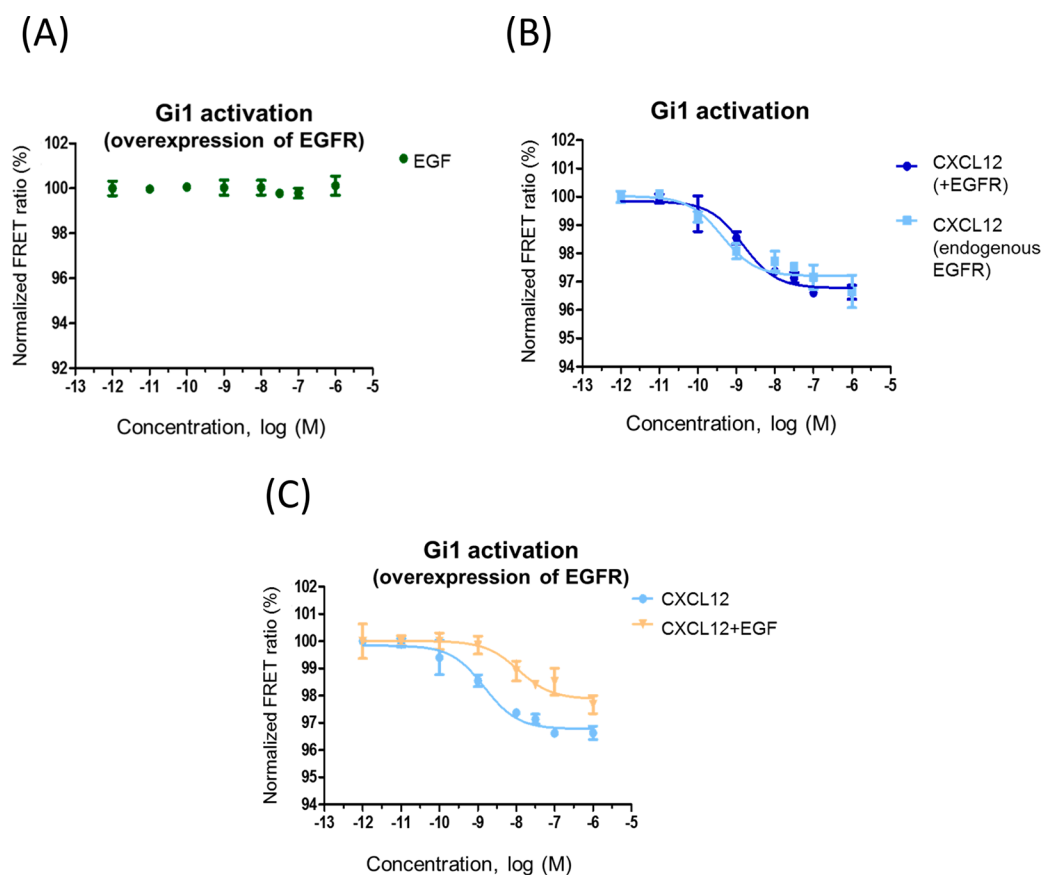 (A)
Gi1 activation
(overexpression of EGFR)
Normalized FRET ratio (%)
102
100
98
96
94
92
-13 -12 -11 -10 -9 -8 -7 -6 -5
Concentration, log (M)
EGF
(B)
Gi1 activation
Normalized FRET ratio (%)
102
101
100
99
98
97
96
95
94
-13 -12 -11 -10 -9 -8 -7 -6 -5
Concentration, log (M)
CXCL12
(+EGFR)
CXCL12
(endogenous
EGFR)
(C)
Gi1 activation
(overexpression of EGFR)
Normalized FRET ratio (%)
102
101
100
99
98
97
96
95
94
-13 -12 -11 -10 -9 -8 -7 -6 -5
Concentration, log (M)
CXCL12
CXCL12+EGF